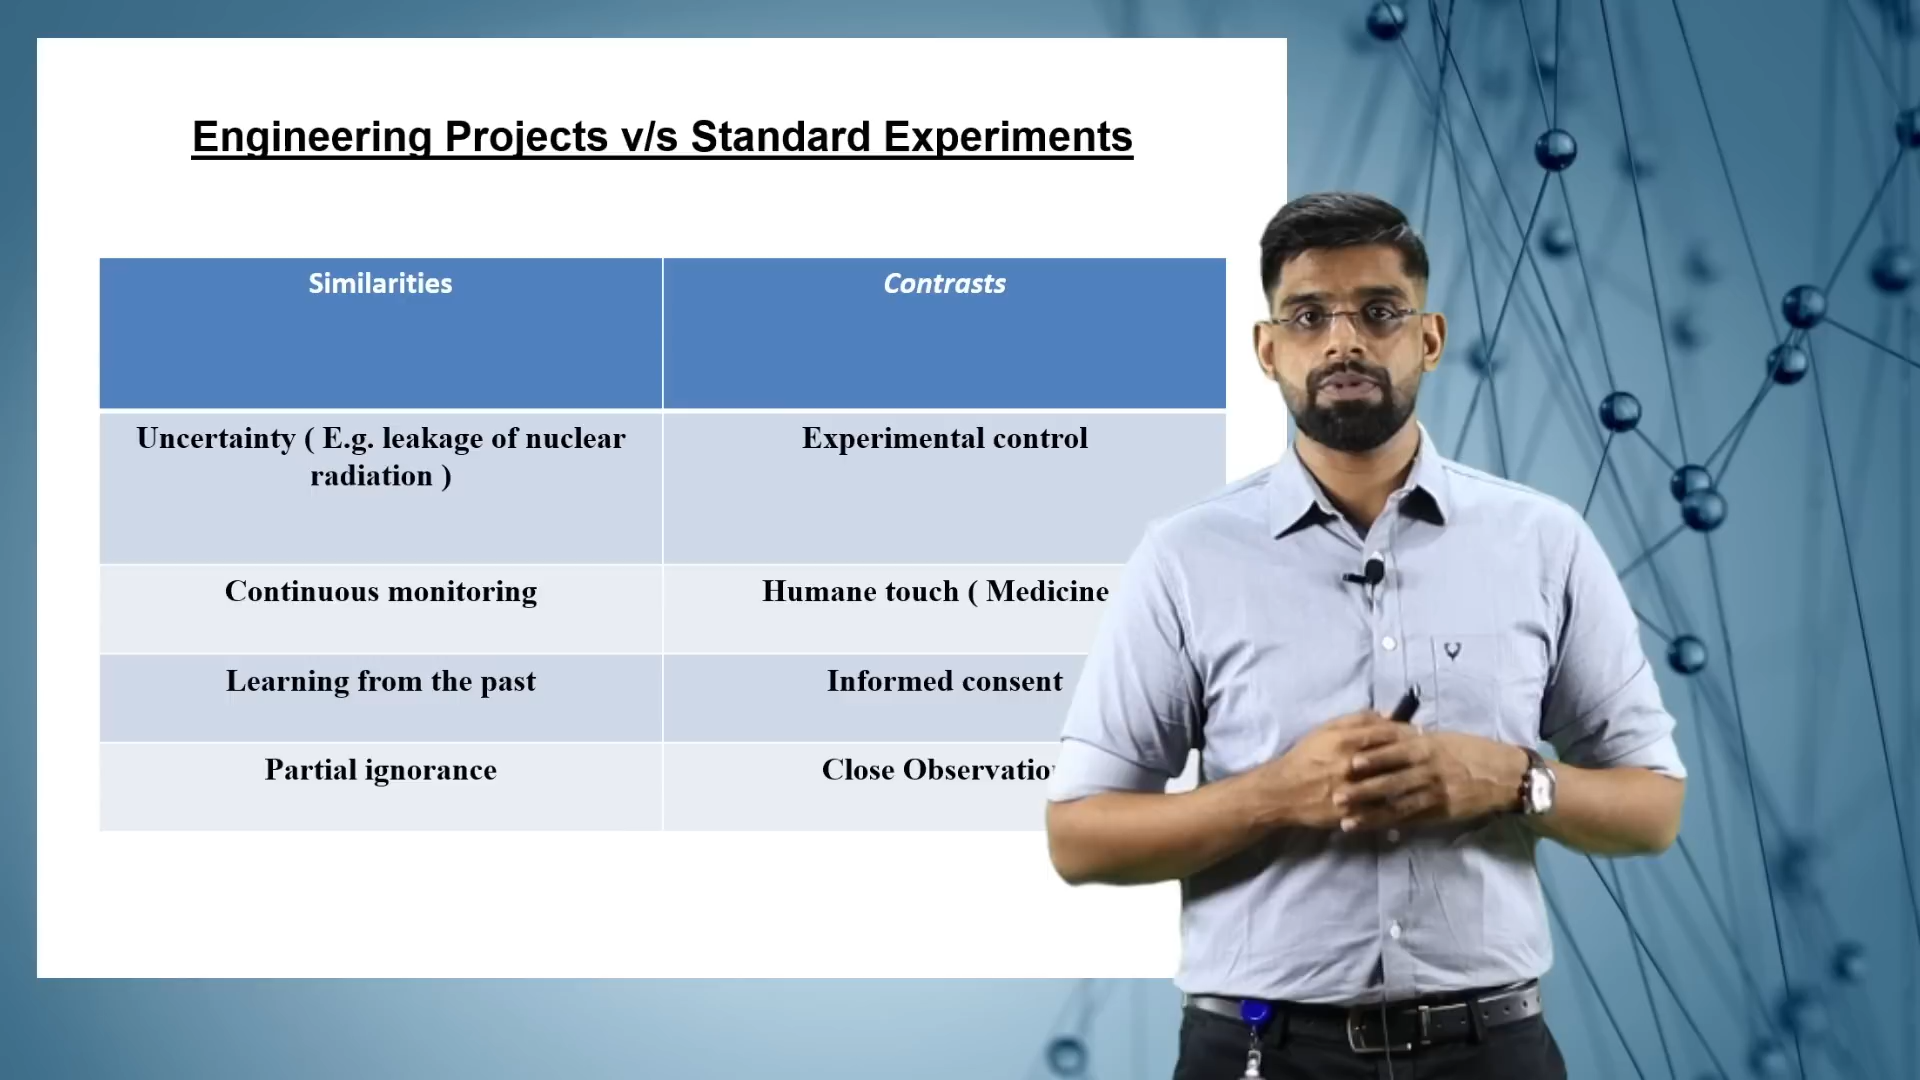 Engineering Projects v/s Standard Experiments
Similarities
Contrasts
Uncertainty ( E.g. leakage of nuclear
radiation )
Experimental control
Continuous monitoring
Humane touch ( Medicine
Learning from the past
Informed consent
Partial ignorance
Close